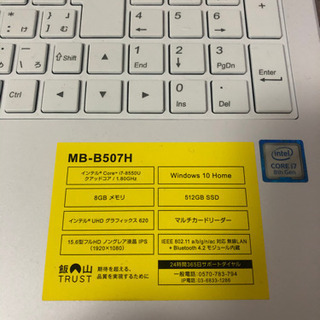 Shift
Enter
1
End
2
3
PgDn
Ctrl
0
Ins
Del
MB-B507H
インテル® Core™ i7-8550U
クアッドコア / 1.80GHz
Windows 10 Home
8GB メモリ
512GB SSD
インテル® UHD グラフィックス 620
マルチカードリーダー
15.6型フルHD ノングレア液晶 IPS
(1920×1080)
IEEE 802.11 a/b/g/n/ac 対応 無線LAN
+ Bluetooth 4.2 モジュール内蔵
飯山
TRUST
期待を超える、
品質を実現するために
24時間365日サポートダイヤル
一般電話 0570-783-794
IP電話 03-6833-1286
intel
CORE i7
8th Gen